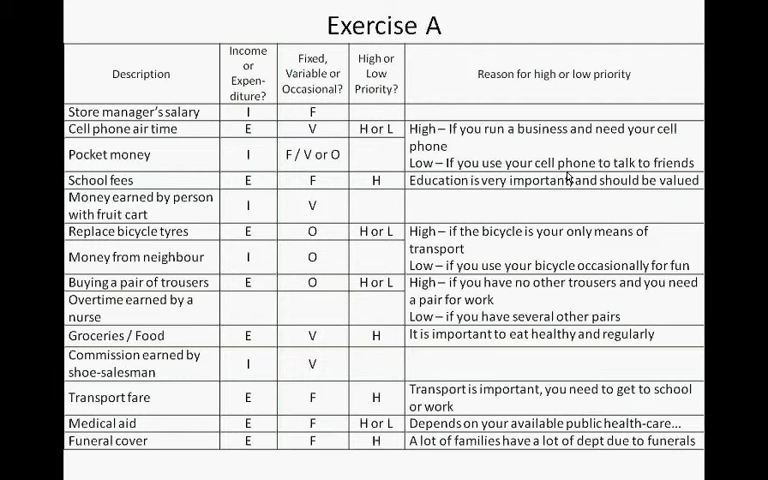 Exercise A
Description
Income
or
Expen-
diture?
Fixed,
Variable or
Occasional?
High or
Low
Priority?
Reason for high or low priority
Store manager's salary I F
Cell phone air time E V H or L High – If you run a business and need your cell
phone
Pocket money I F / V or O
Low – If you use your cell phone to talk to friends
School fees E F H Education is very important and should be valued
Money earned by person
with fruit cart I V
Replace bicycle tyres E O H or L High – if the bicycle is your only means of
transport
Money from neighbour I O
Low – if you use your bicycle occasionally for fun
Buying a pair of trousers E O H or L High – if you have no other trousers and you need
a pair for work
Overtime earned by a
nurse
Low – if you have several other pairs
Groceries / Food E V H It is important to eat healthy and regularly
Commission earned by
shoe-salesman I V
Transport fare E F H Transport is important, you need to get to school
or work
Medical aid E F H or L Depends on your available public health-care...
Funeral cover E F H A lot of families have a lot of dept due to funerals